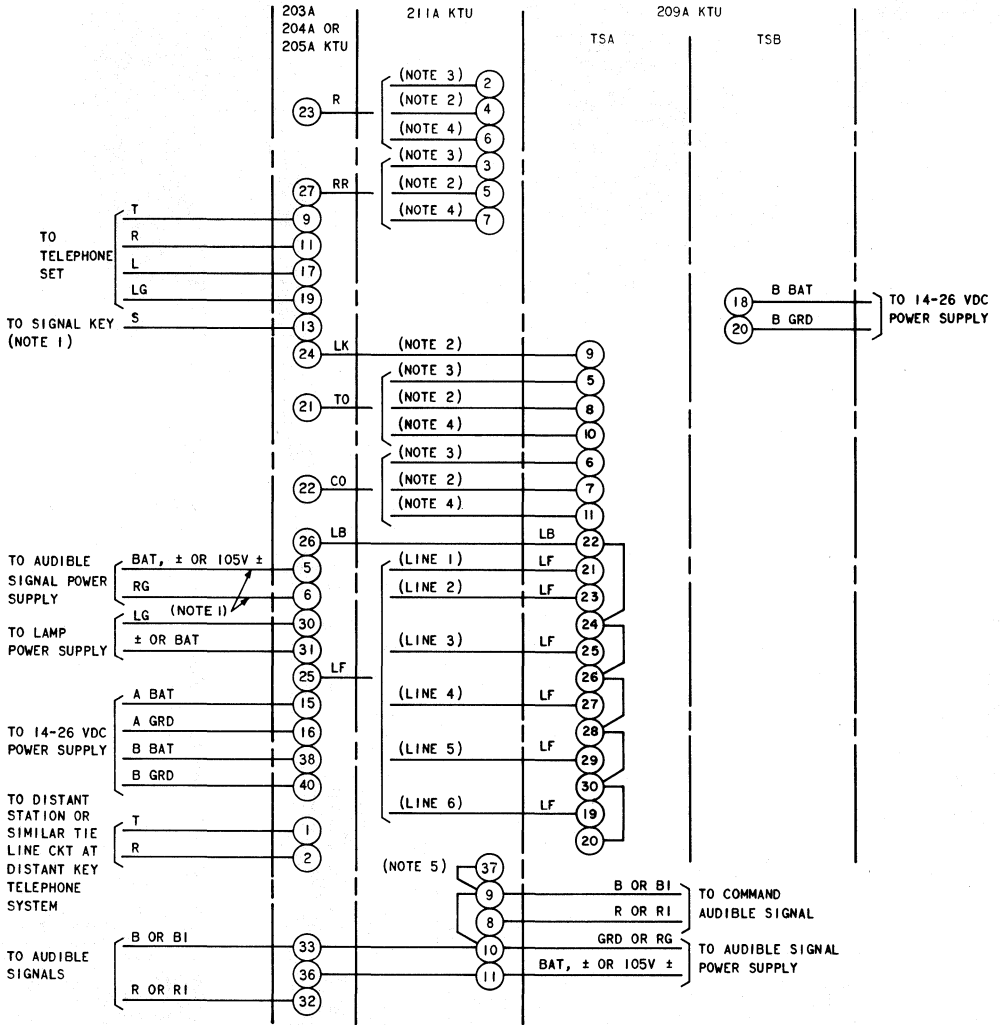 203A
204A OR
205A KTU
211A KTU
209A KTU
TSA
TSB
(NOTE 3)
2
23
R
(NOTE 2)
4
(NOTE 4)
6
(NOTE 3)
3
27
RR
(NOTE 2)
5
(NOTE 4)
7
TO
TELEPHONE
SET
T
9
R
11
L
17
LG
19
TO SIGNAL KEY
(NOTE 1)
S
13
18
B BAT
20
B GRD
TO 14-26 VDC
POWER SUPPLY
24
LK
(NOTE 2)
9
(NOTE 3)
5
21
TO
(NOTE 2)
8
(NOTE 4)
10
(NOTE 3)
6
22
CO
(NOTE 2)
7
(NOTE 4)
11
26
LB
LB
22
TO AUDIBLE
SIGNAL POWER
SUPPLY
BAT, ± OR 105V ±
5
RG
6
(NOTE 1)
(LINE 1)
LF
21
(LINE 2)
LF
23
24
TO LAMP
POWER SUPPLY
LG
30
± OR BAT
31
(LINE 3)
LF
25
25
LF
26
TO 14-26 VDC
POWER SUPPLY
A BAT
15
A GRD
16
B BAT
38
B GRD
40
(LINE 4)
LF
27
28
(LINE 5)
LF
29
30
(LINE 6)
LF
19
20
TO DISTANT
STATION OR
SIMILAR TIE
LINE CKT AT
DISTANT KEY
TELEPHONE
SYSTEM
T
1
R
2
(NOTE 5)
37
9
B OR B1
8
R OR R1
TO COMMAND
AUDIBLE SIGNAL
TO AUDIBLE
SIGNALS
B OR B1
33
10
GRD OR RG
36
11
BAT, ± OR 105V ±
TO AUDIBLE SIGNAL
POWER SUPPLY
R OR R1
32